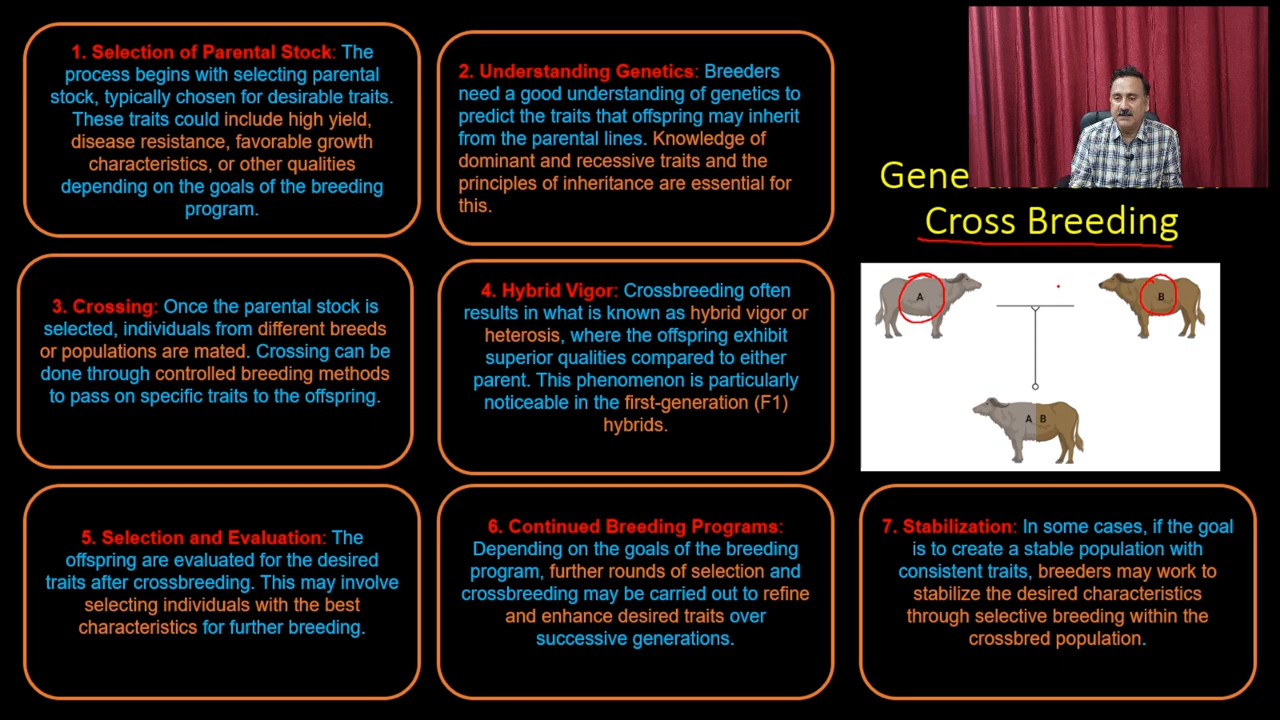 1. Selection of Parental Stock: The
process begins with selecting parental
stock, typically chosen for desirable traits.
These traits could include high yield,
disease resistance, favorable growth
characteristics, or other qualities
depending on the goals of the breeding
program.
2. Understanding Genetics: Breeders
need a good understanding of genetics to
predict the traits that offspring may inherit
from the parental lines. Knowledge of
dominant and recessive traits and the
principles of inheritance are essential for
this.
Cross Breeding
3. Crossing: Once the parental stock is
selected, individuals from different breeds
or populations are mated. Crossing can be
done through controlled breeding methods
to pass on specific traits to the offspring.
4. Hybrid Vigor: Crossbreeding often
results in what is known as hybrid vigor or
heterosis, where the offspring exhibit
superior qualities compared to either
parent. This phenomenon is particularly
noticeable in the first-generation (F1)
hybrids.
A
B
A B
5. Selection and Evaluation: The
offspring are evaluated for the desired
traits after crossbreeding. This may involve
selecting individuals with the best
characteristics for further breeding.
6. Continued Breeding Programs:
Depending on the goals of the breeding
program, further rounds of selection and
crossbreeding may be carried out to refine
and enhance desired traits over
successive generations.
7. Stabilization: In some cases, if the goal
is to create a stable population with
consistent traits, breeders may work to
stabilize the desired characteristics
through selective breeding within the
crossbred population.